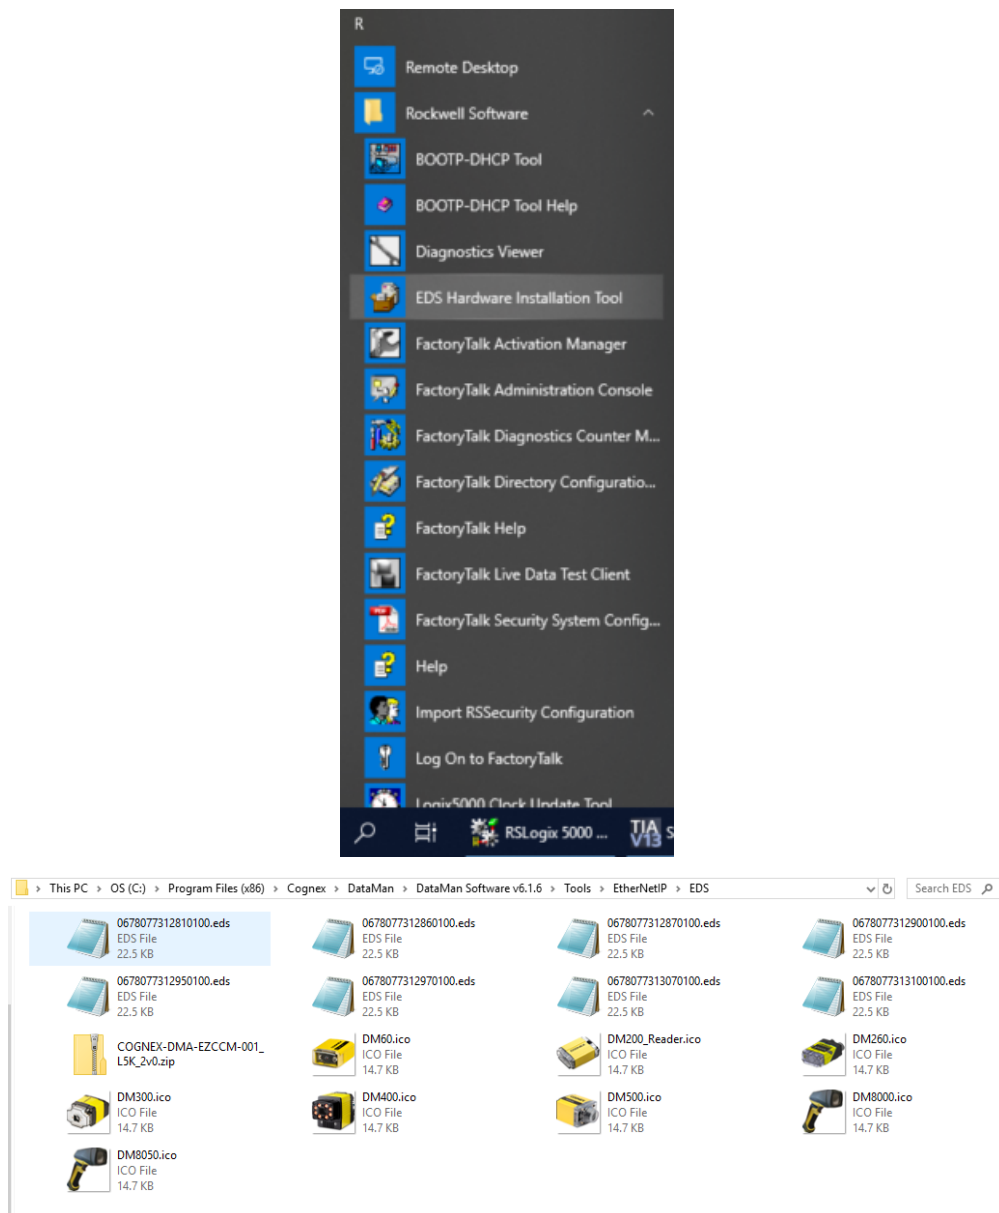 R
Remote Desktop
Rockwell Software
BOOTP-DHCP Tool
BOOTP-DHCP Tool Help
Diagnostics Viewer
EDS Hardware Installation Tool
FactoryTalk Activation Manager
FactoryTalk Administration Console
FactoryTalk Diagnostics Counter M...
FactoryTalk Directory Configuratio...
FactoryTalk Help
FactoryTalk Live Data Test Client
FactoryTalk Security System Config...
Help
Import RSSecurity Configuration
Log On to FactoryTalk
Logix5000 Clock Update Tool
RSLogix 5000 ... TIA V13 S
This PC > OS (C:) > Program Files (x86) > Cognex > DataMan > DataMan Software v6.1.6 > Tools > EtherNetIP > EDS Search EDS
0678077312810100.eds 0678077312860100.eds 0678077312870100.eds 0678077312900100.eds
EDS File EDS File EDS File EDS File
22.5 KB 22.5 KB 22.5 KB 22.5 KB
0678077312950100.eds 0678077312970100.eds 0678077313070100.eds 0678077313100100.eds
EDS File EDS File EDS File EDS File
22.5 KB 22.5 KB 22.5 KB 22.5 KB
COGNEX-DMA-EZCCM-001_L5K_2v0.zip DM60.ico DM200_Reader.ico DM260.ico
ICO File ICO File ICO File
14.7 KB 14.7 KB 14.7 KB
DM300.ico DM400.ico DM500.ico DM8000.ico
ICO File ICO File ICO File ICO File
14.7 KB 14.7 KB 14.7 KB 14.7 KB
DM8050.ico
ICO File
14.7 KB